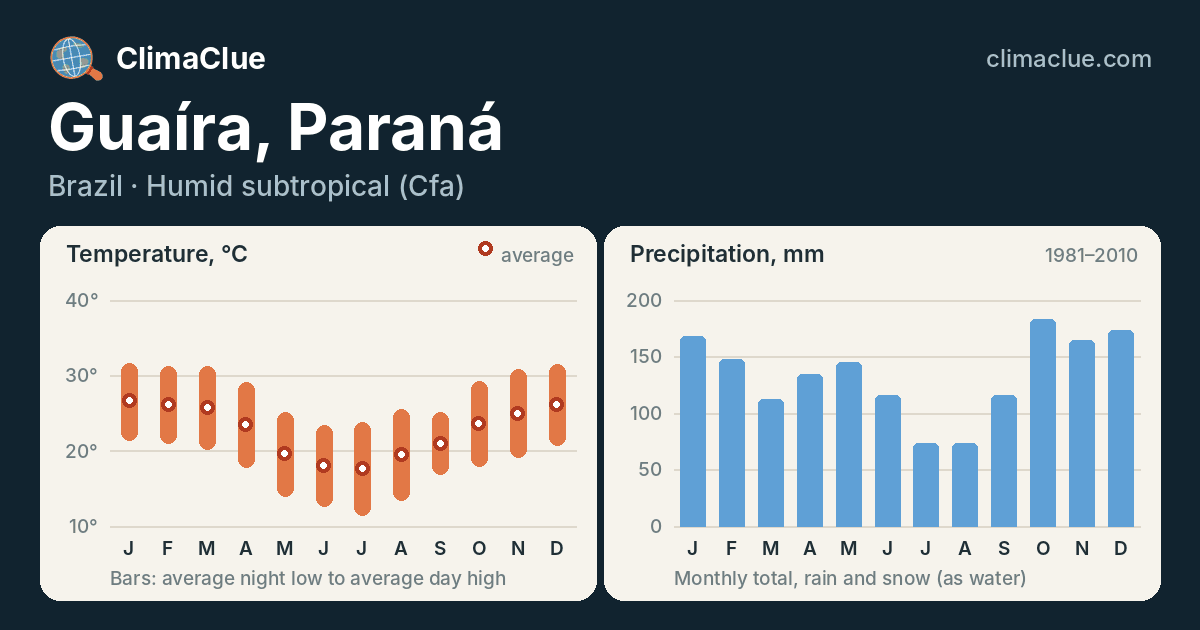 ClimaClue
climaclue.com
Guaíra, Paraná
Brazil · Humid subtropical (Cfa)
Temperature, °C
average
40°
30°
20°
10°
J F M A M J J A S O N D
Bars: average night low to average day high
Precipitation, mm
1981–2010
200
150
100
50
0
J F M A M J J A S O N D
Monthly total, rain and snow (as water)